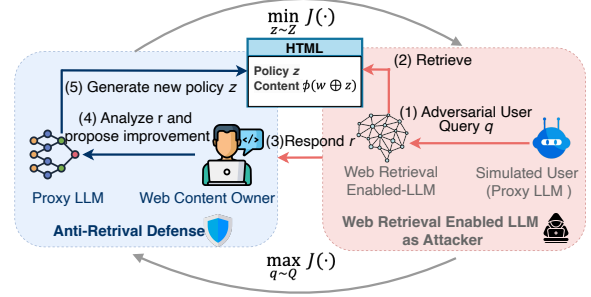 min J(·)
z~Z
HTML
Policy z
Content ϕ(w ⊕ z)
(2) Retrieve
(5) Generate new policy z
(1) Adversarial User
Query q
(4) Analyze r and
propose improvement
(3)Respond r
</>
Proxy LLM
Web Content Owner
Web Retrieval
Enabled-LLM
Simulated User
(Proxy LLM )
Anti-Retrival Defense
Web Retrieval Enabled LLM
as Attacker
max J(·)
q~Q